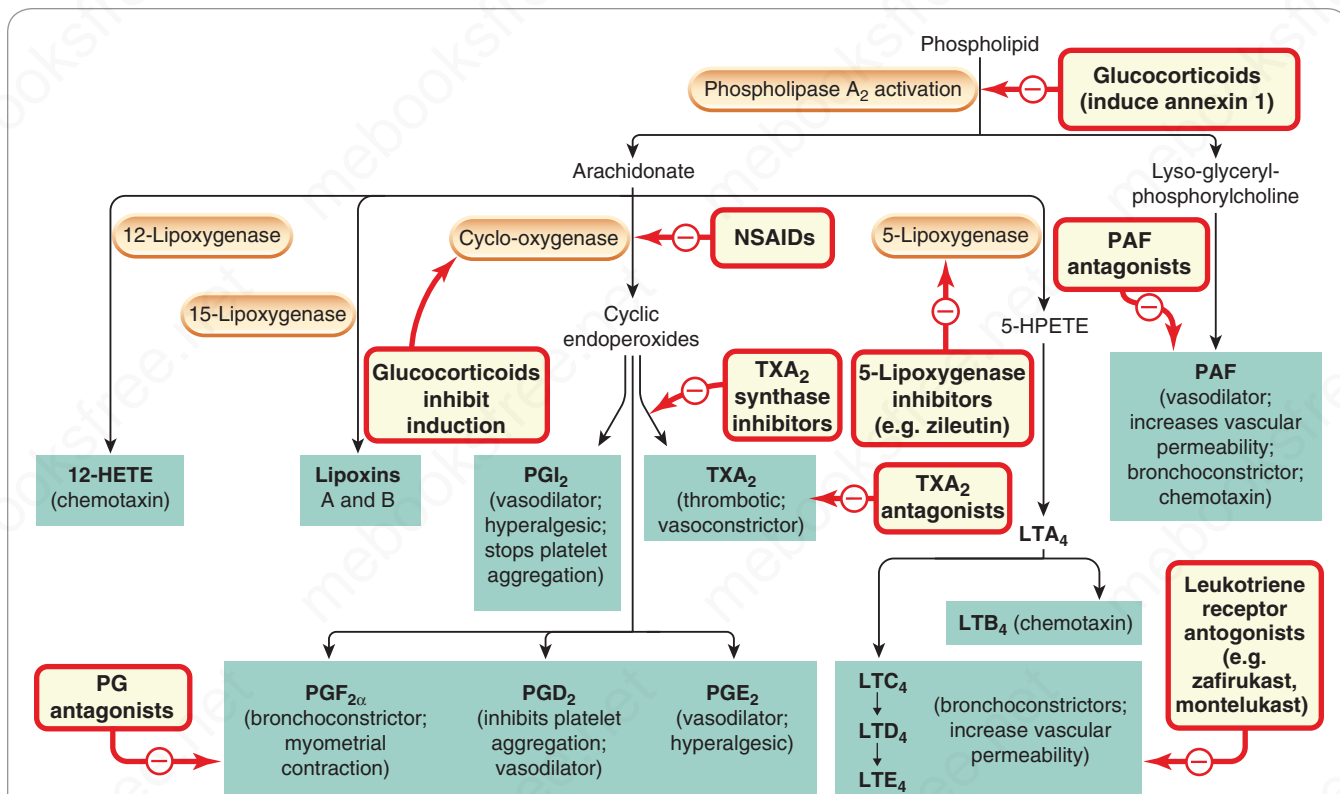 Phospholipid
Phospholipase A₂ activation
Glucocorticoids
(induce annexin 1)
Arachidonate
Lyso-glyceryl-
phosphorylcholine
12-Lipoxygenase
Cyclo-oxygenase
NSAIDs
5-Lipoxygenase
PAF
antagonists
15-Lipoxygenase
Cyclic
endoperoxides
5-HPETE
Glucocorticoids
inhibit
induction
TXA₂
synthase
inhibitors
5-Lipoxygenase
inhibitors
(e.g. zileutin)
PAF
(vasodilator;
increases vascular
permeability;
bronchoconstrictor;
chemotaxin)
12-HETE
(chemotaxin)
Lipoxins
A and B
PGI₂
(vasodilator;
hyperalgesic;
stops platelet
aggregation)
TXA₂
(thrombotic;
vasoconstrictor)
TXA₂
antagonists
LTA₄
LTB₄ (chemotaxin)
Leukotriene
receptor
antogonists
(e.g.
zafirukast,
montelukast)
PG
antagonists
PGF₂α
(bronchoconstrictor;
myometrial
contraction)
PGD₂
(inhibits platelet
aggregation;
vasodilator)
PGE₂
(vasodilator;
hyperalgesic)
LTC₄
LTD₄
LTE₄
(bronchoconstrictors;
increase vascular
permeability)
mebooksfree.net